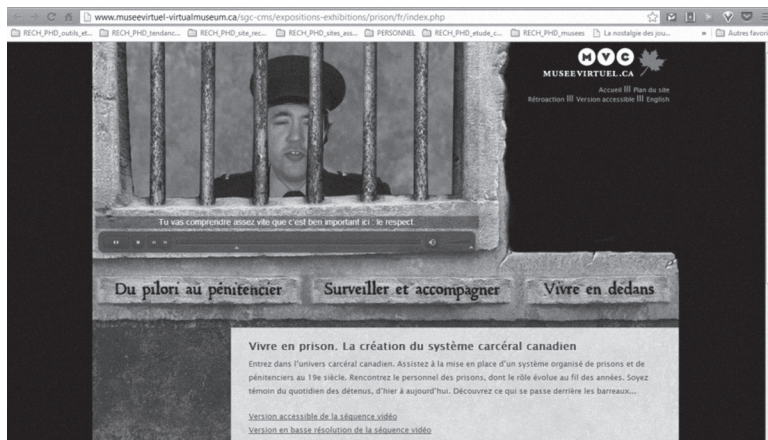 www.museevirtuel-virtualmuseum.ca/sgc-cms/expositions-exhibitions/prison/fr/index.php
RECH_PHD_outils_et... RECH_PHD_tendanc... RECH_PHD_site_rec... RECH_PHD_sites_ass... PERSONNEL RECH_PHD_etude_c... RECH_PHD_musees La nostalgie des jou... » Autres favori
MVC
MUSEEVIRTUEL.CA
Accueil III Plan du site
Rétroaction III Version accessible III English
Tu vas comprendre assez vite que c'est ben important ici : le respect.
Du pilori au pénitencier Surveiller et accompagner Vivre en dedans
Vivre en prison. La création du système carcéral canadien
Entrez dans l'univers carcéral canadien. Assistez à la mise en place d'un système organisé de prisons et de
pénitenciers au 19e siècle. Rencontrez le personnel des prisons, dont le rôle évolue au fil des années. Soyez
témoin du quotidien des détenus, d'hier à aujourd'hui. Découvrez ce qui se passe derrière les barreaux...
Version accessible de la séquence vidéo
Version en basse résolution de la séquence vidéo